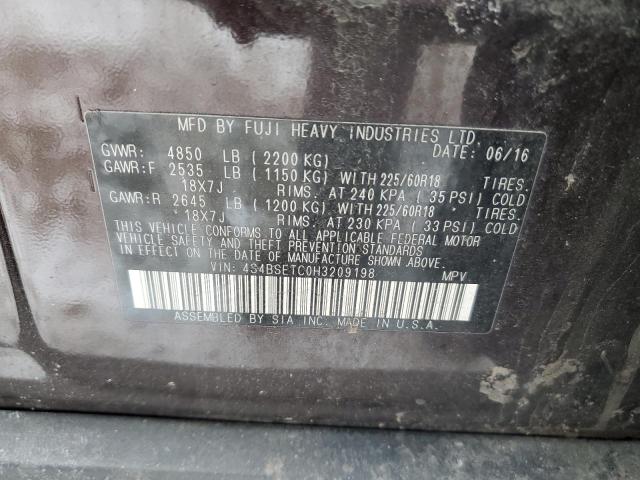 MFD BY FUJI HEAVY INDUSTRIES LTD.
GVWR: 4850 LB (2200 KG) DATE: 06/16
GAWR:F 2535 LB (1150 KG) WITH 225/60R18 TIRES.
18X7J RIMS. AT 240 KPA (35 PSI) COLD
GAWR:R 2645 LB (1200 KG) WITH 225/60R18 TIRES.
18X7J RIMS. AT 230 KPA (33 PSI) COLD
THIS VEHICLE CONFORMS TO ALL APPLICABLE FEDERAL MOTOR
VEHICLE SAFETY AND THEFT PREVENTION STANDARDS
IN EFFECT ON THE DATE OF MANUFACTURE SHOWN ABOVE.
VIN: 4S4BSETC0H3209198 MPV
ASSEMBLED BY SIA INC. MADE IN U.S.A.